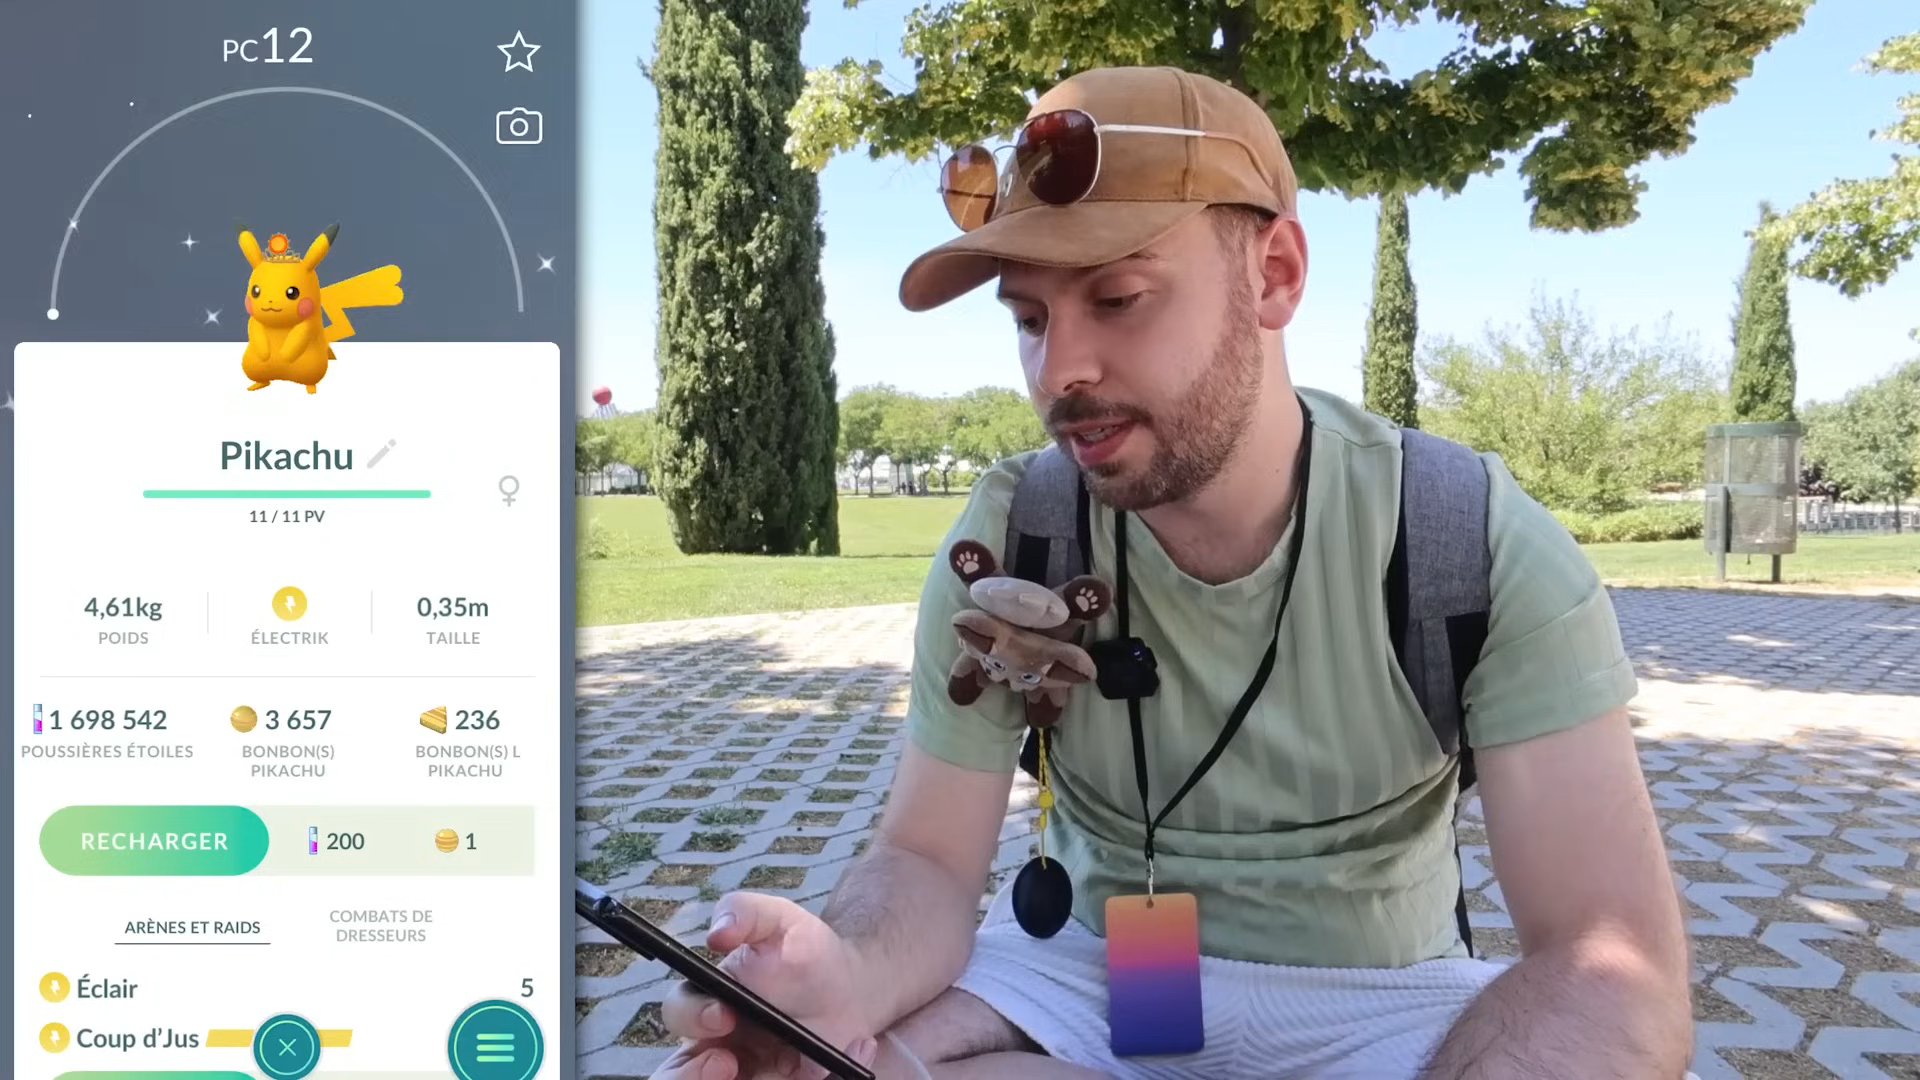 PC12
Pikachu
11 / 11 PV
4,61kg
POIDS
ÉLECTRIK
0,35m
TAILLE
1 698 542
POUSSIÈRES ÉTOILES
3 657
BONBON(S)
PIKACHU
236
BONBON(S) L
PIKACHU
RECHARGER
200
1
ARÈNES ET RAIDS
COMBATS DE
DRESSEURS
Éclair
5
Coup d'Jus